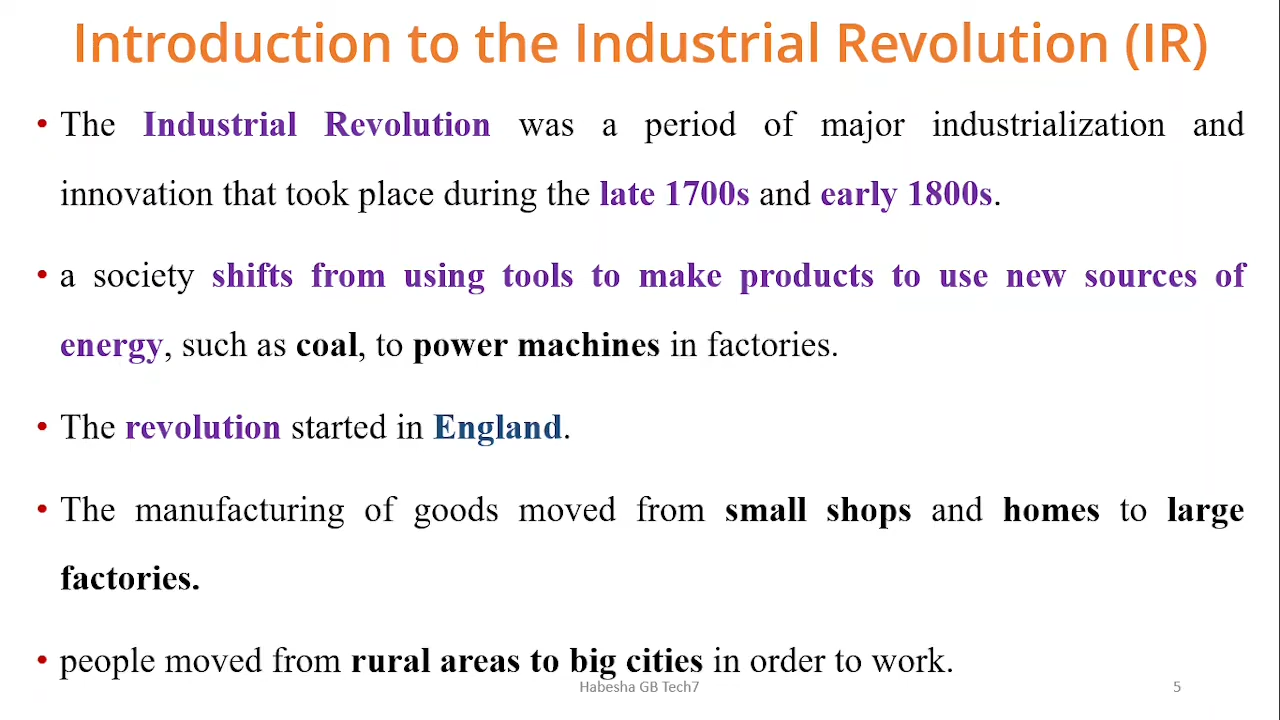 Introduction to the Industrial Revolution (IR)
• The Industrial Revolution was a period of major industrialization and
innovation that took place during the late 1700s and early 1800s.
• a society shifts from using tools to make products to use new sources of
energy, such as coal, to power machines in factories.
• The revolution started in England.
• The manufacturing of goods moved from small shops and homes to large
factories.
• people moved from rural areas to big cities in order to work.
Habesha GB Tech7
5